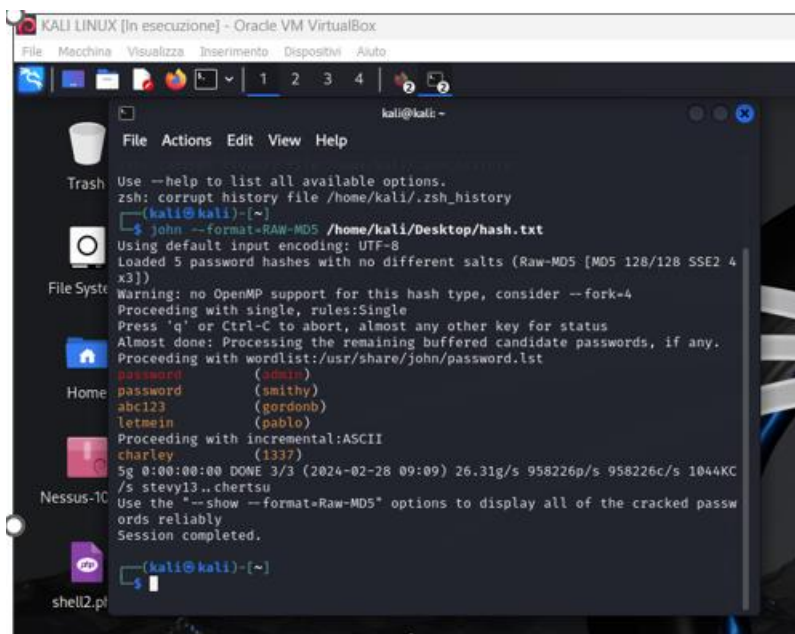 KALI LINUX [In esecuzione] - Oracle VM VirtualBox
File Macchina Visualizza Inserimento Dispositivi Aiuto
1 2 3 4 2 2
kali@kali: ~
File Actions Edit View Help
Trash
File Syste
Home
Nessus-10
php
shell2.ph
Use --help to list all available options.
zsh: corrupt history file /home/kali/.zsh_history
(kali㉿kali)-[~]
$ john --format=RAW-MD5 /home/kali/Desktop/hash.txt
Using default input encoding: UTF-8
Loaded 5 password hashes with no different salts (Raw-MD5 [MD5 128/128 SSE2 4
x3])
Warning: no OpenMP support for this hash type, consider --fork=4
Proceeding with single, rules:Single
Press 'q' or Ctrl-C to abort, almost any other key for status
Almost done: Processing the remaining buffered candidate passwords, if any.
Proceeding with wordlist:/usr/share/john/password.lst
password (admin)
password (smithy)
abc123 (gordonb)
letmein (pablo)
Proceeding with incremental:ASCII
charley (1337)
5g 0:00:00:00 DONE 3/3 (2024-02-28 09:09) 26.31g/s 958226p/s 958226c/s 1044KC
/s stevy13..chertsu
Use the "--show --format=Raw-MD5" options to display all of the cracked passw
ords reliably
Session completed.
(kali㉿kali)-[~]
$